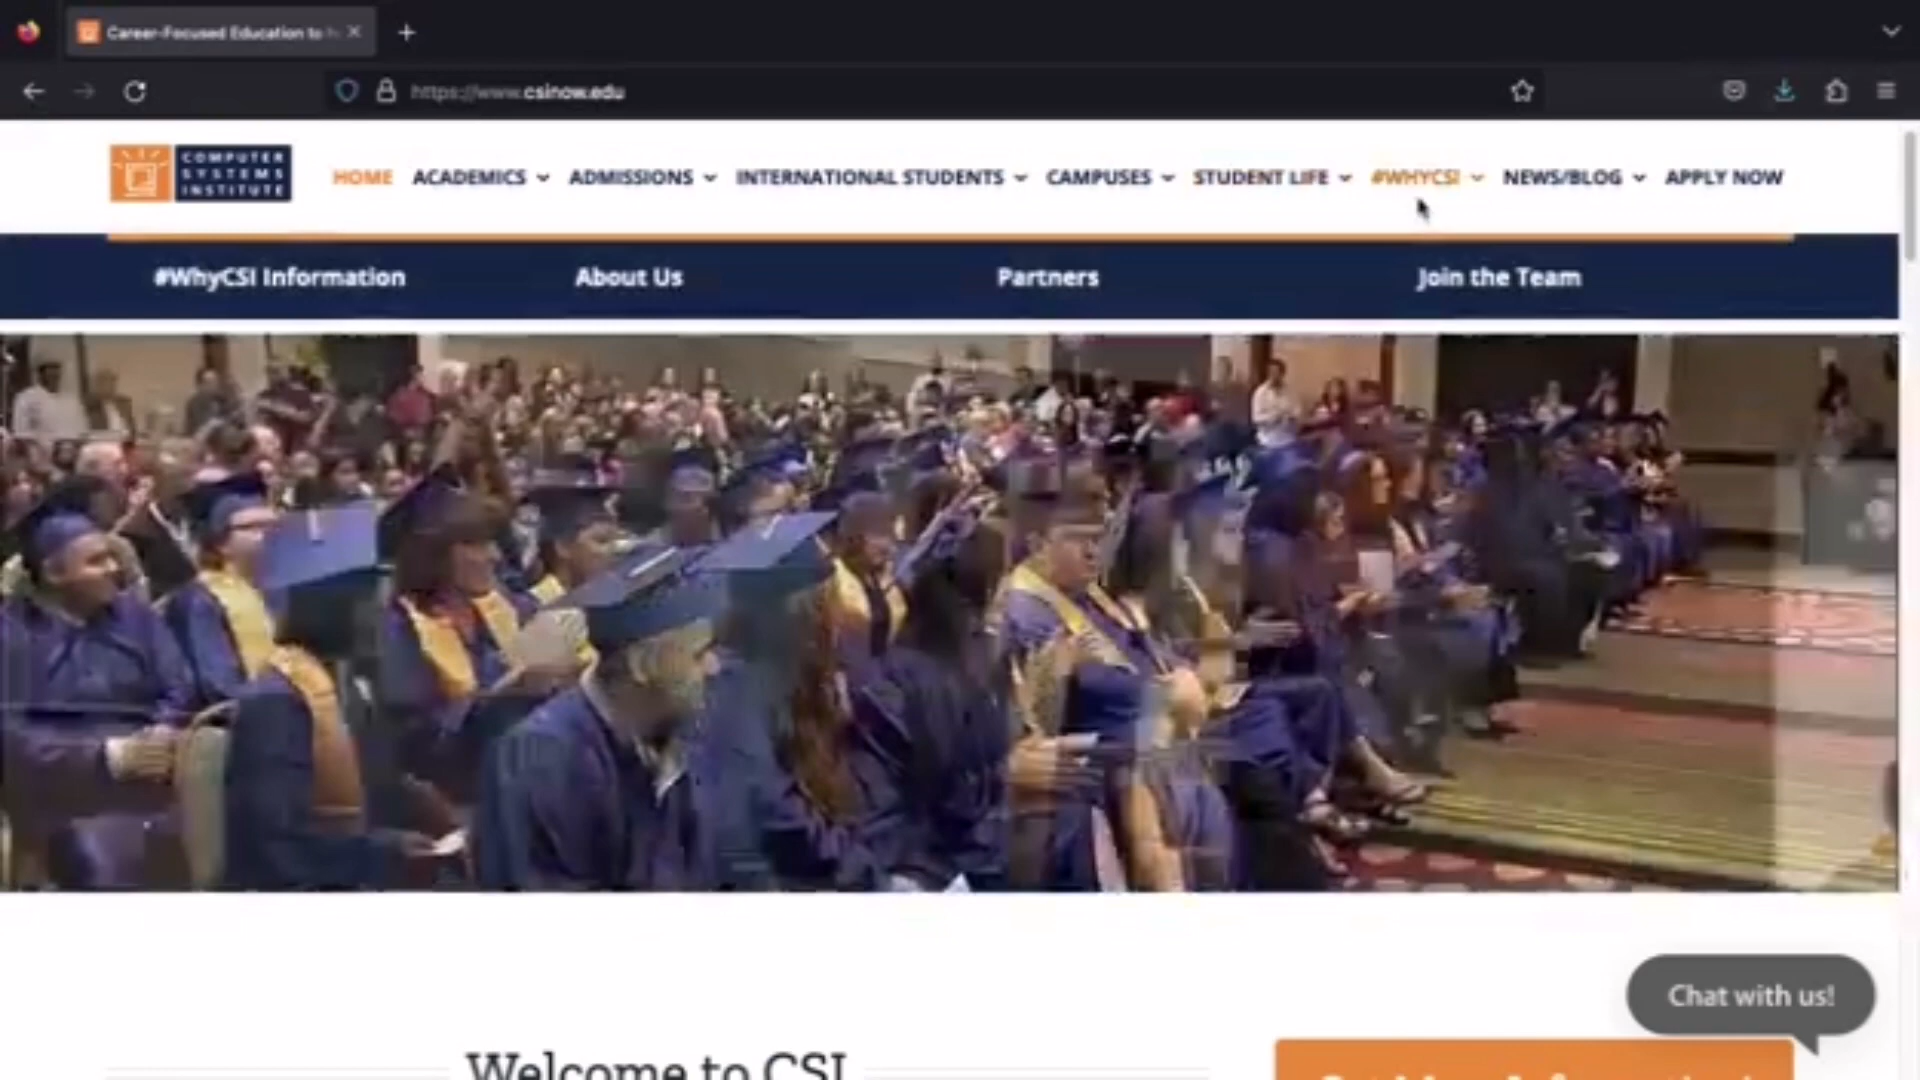 Career-Focused Education to
https://www.csinow.edu
COMPUTER
SYSTEMS
INSTITUTE
HOME ACADEMICS ADMISSIONS INTERNATIONAL STUDENTS CAMPUSES STUDENT LIFE #WHYCSI NEWS/BLOG APPLY NOW
#WhyCSI Information About Us Partners Join the Team
Chat with us!
Welcome to CSI